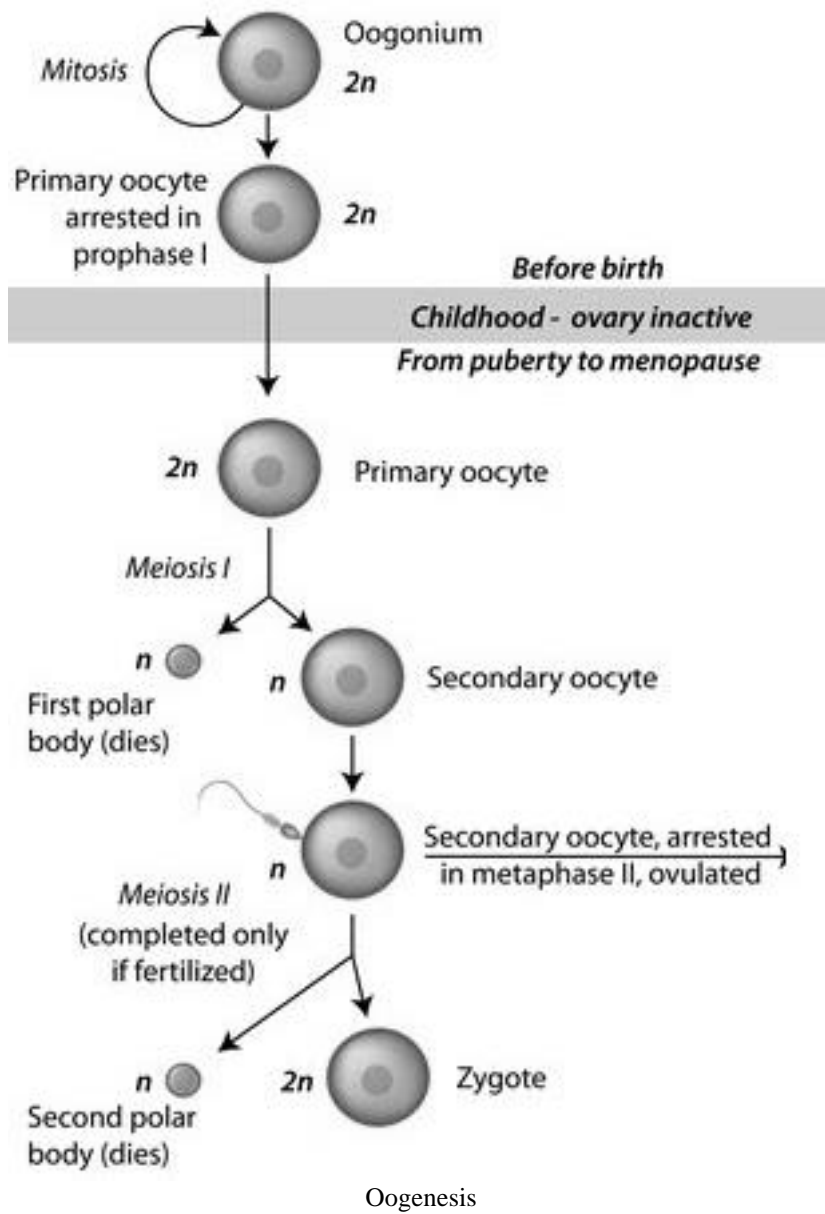 Oogonium
Mitosis
2n
Primary oocyte
arrested in
prophase I
2n
Before birth
Childhood - ovary inactive
From puberty to menopause
2n
Primary oocyte
Meiosis I
n
First polar
body (dies)
n
Secondary oocyte
n
Secondary oocyte, arrested
in metaphase II, ovulated
Meiosis II
(completed only
if fertilized)
n
Second polar
body (dies)
2n
Zygote
Oogenesis